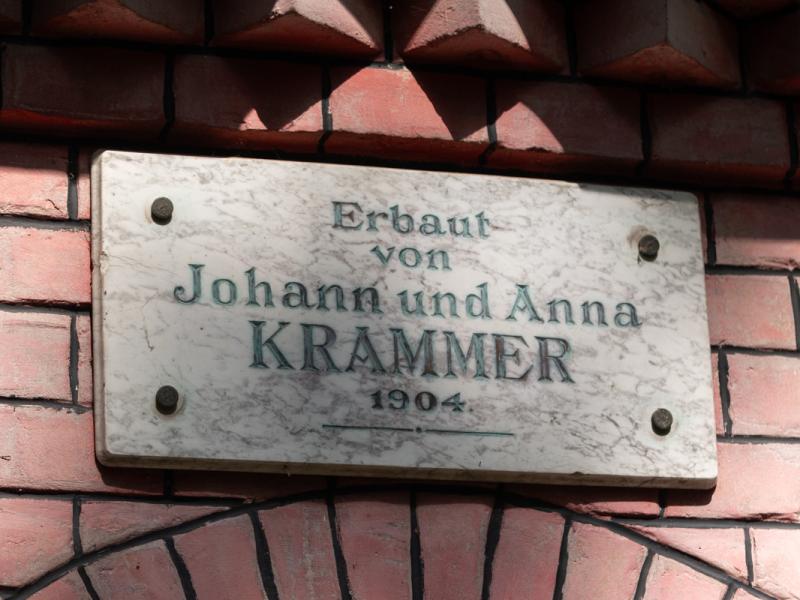 Erbaut
von
Johann und Anna
KRAMMER
1904.